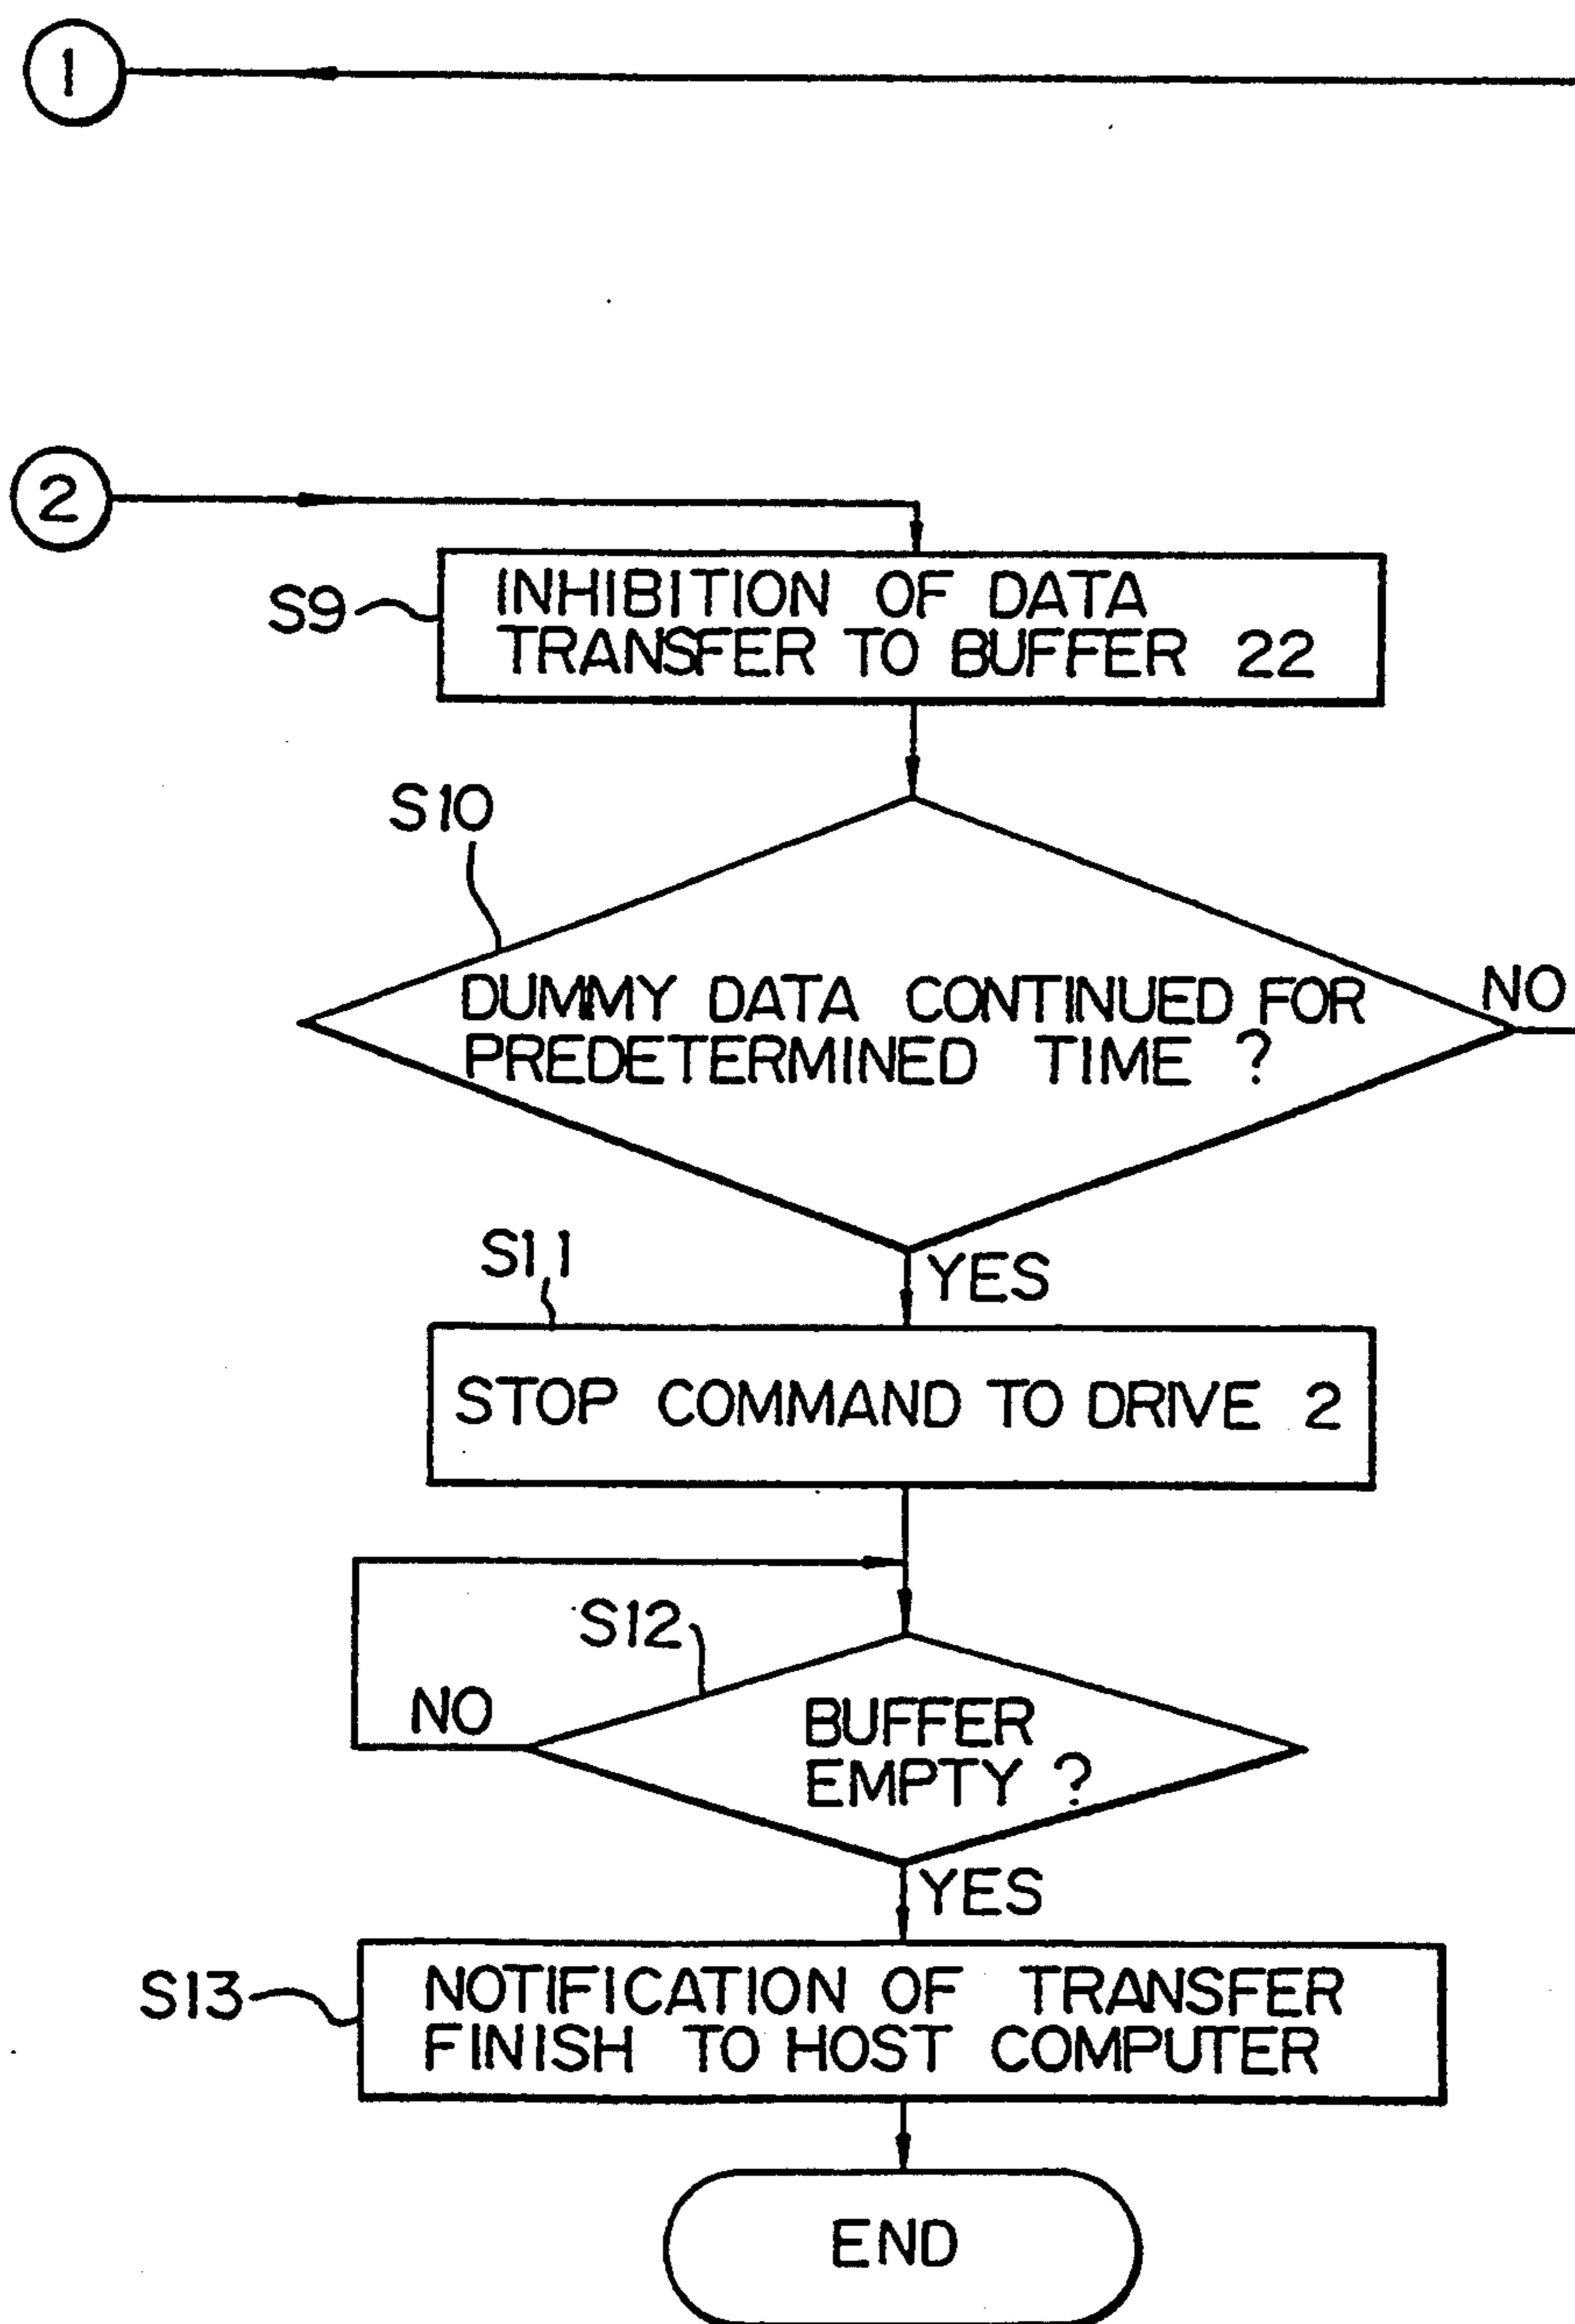 1
2
S9
INHIBITION OF DATA
TRANSFER TO BUFFER 22
S10
DUMMY DATA CONTINUED FOR
PREDETERMINED TIME ?
NO
S11
YES
STOP COMMAND TO DRIVE 2
S12
NO
BUFFER
EMPTY ?
YES
S13
NOTIFICATION OF TRANSFER
FINISH TO HOST COMPUTER
END